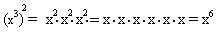 (x³)² = x²·x²·x² = x·x·x·x·x·x = x⁶